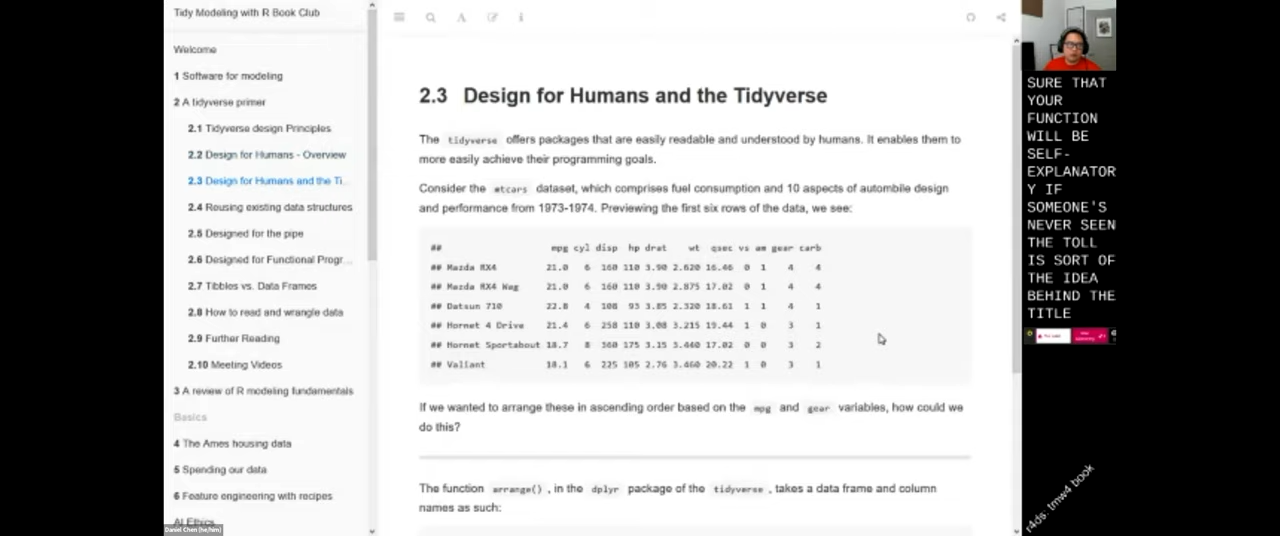 Tidy Modeling with R Book Club
Welcome
1 Software for modeling
2 A tidyverse primer
2.1 Tidyverse design Principles
2.2 Design for Humans - Overview
2.3 Design for Humans and the Ti...
2.4 Reusing existing data structures
2.5 Designed for the pipe
2.6 Designed for Functional Progr...
2.7 Tibbles vs. Data Frames
2.8 How to read and wrangle data
2.9 Further Reading
2.10 Meeting Videos
3 A review of R modeling fundamentals
Basics
4 The Ames housing data
5 Spending our data
6 Feature engineering with recipes
AI Ethics
Daniel Chen (he/him)
2.3 Design for Humans and the Tidyverse
The tidyverse offers packages that are easily readable and understood by humans. It enables them to
more easily achieve their programming goals.
Consider the mtcars dataset, which comprises fuel consumption and 10 aspects of autombile design
and performance from 1973-1974. Previewing the first six rows of the data, we see:
## mpg cyl disp hp drat wt qsec vs am gear carb
## Mazda RX4 21.0 6 160 110 3.90 2.620 16.46 0 1 4 4
## Mazda RX4 Wag 21.0 6 160 110 3.90 2.875 17.02 0 1 4 4
## Datsun 710 22.8 4 108 93 3.85 2.320 18.61 1 1 4 1
## Hornet 4 Drive 21.4 6 258 110 3.08 3.215 19.44 1 0 3 1
## Hornet Sportabout 18.7 8 360 175 3.15 3.440 17.02 0 0 3 2
## Valiant 18.1 6 225 105 2.76 3.460 20.22 1 0 3 1
If we wanted to arrange these in ascending order based on the mpg and gear variables, how could we
do this?
The function arrange() , in the dplyr package of the tidyverse , takes a data frame and column
names as such:
SURE THAT
YOUR
FUNCTION
WILL BE
SELF-
EXPLANATOR
Y IF
SOMEONE'S
NEVER SEEN
THE TOLL
IS SORT OF
THE IDEA
BEHIND THE
TITLE
r4ds: tmw4 book